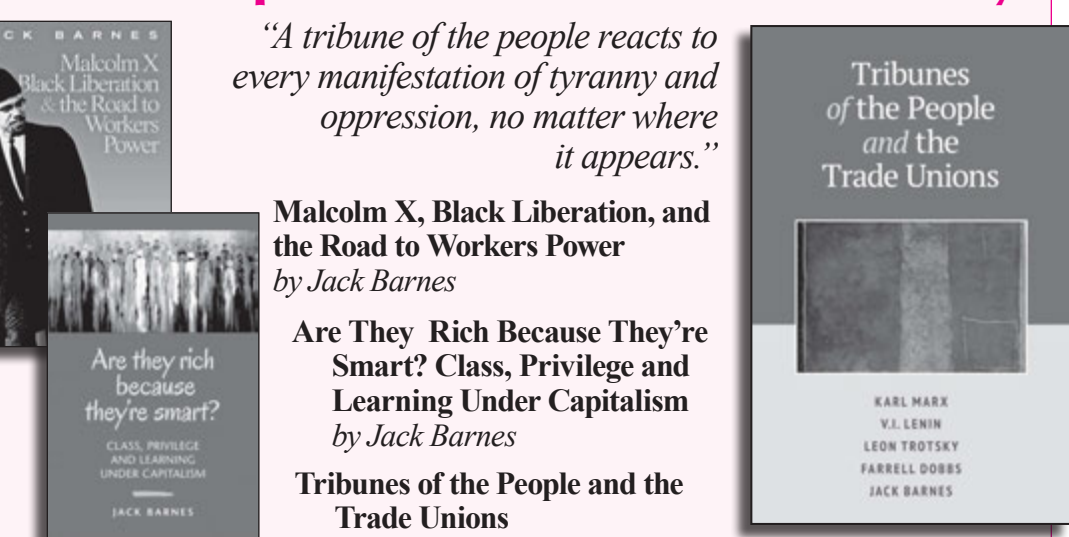 CK BARNES
Malcolm X
Black Liberation
& the Road to
Workers
Power
Are they rich
because
they're smart?
CLASS, PRIVILEGE
AND LEARNING
UNDER CAPITALISM
JACK BARNES
“A tribune of the people reacts to
every manifestation of tyranny and
oppression, no matter where
it appears.”
Malcolm X, Black Liberation, and
the Road to Workers Power
by Jack Barnes
Are They Rich Because They’re
Smart? Class, Privilege and
Learning Under Capitalism
by Jack Barnes
Tribunes of the People and the
Trade Unions
Tribunes
of the People
and the
Trade Unions
KARL MARX
V.I. LENIN
LEON TROTSKY
FARRELL DOBBS
JACK BARNES